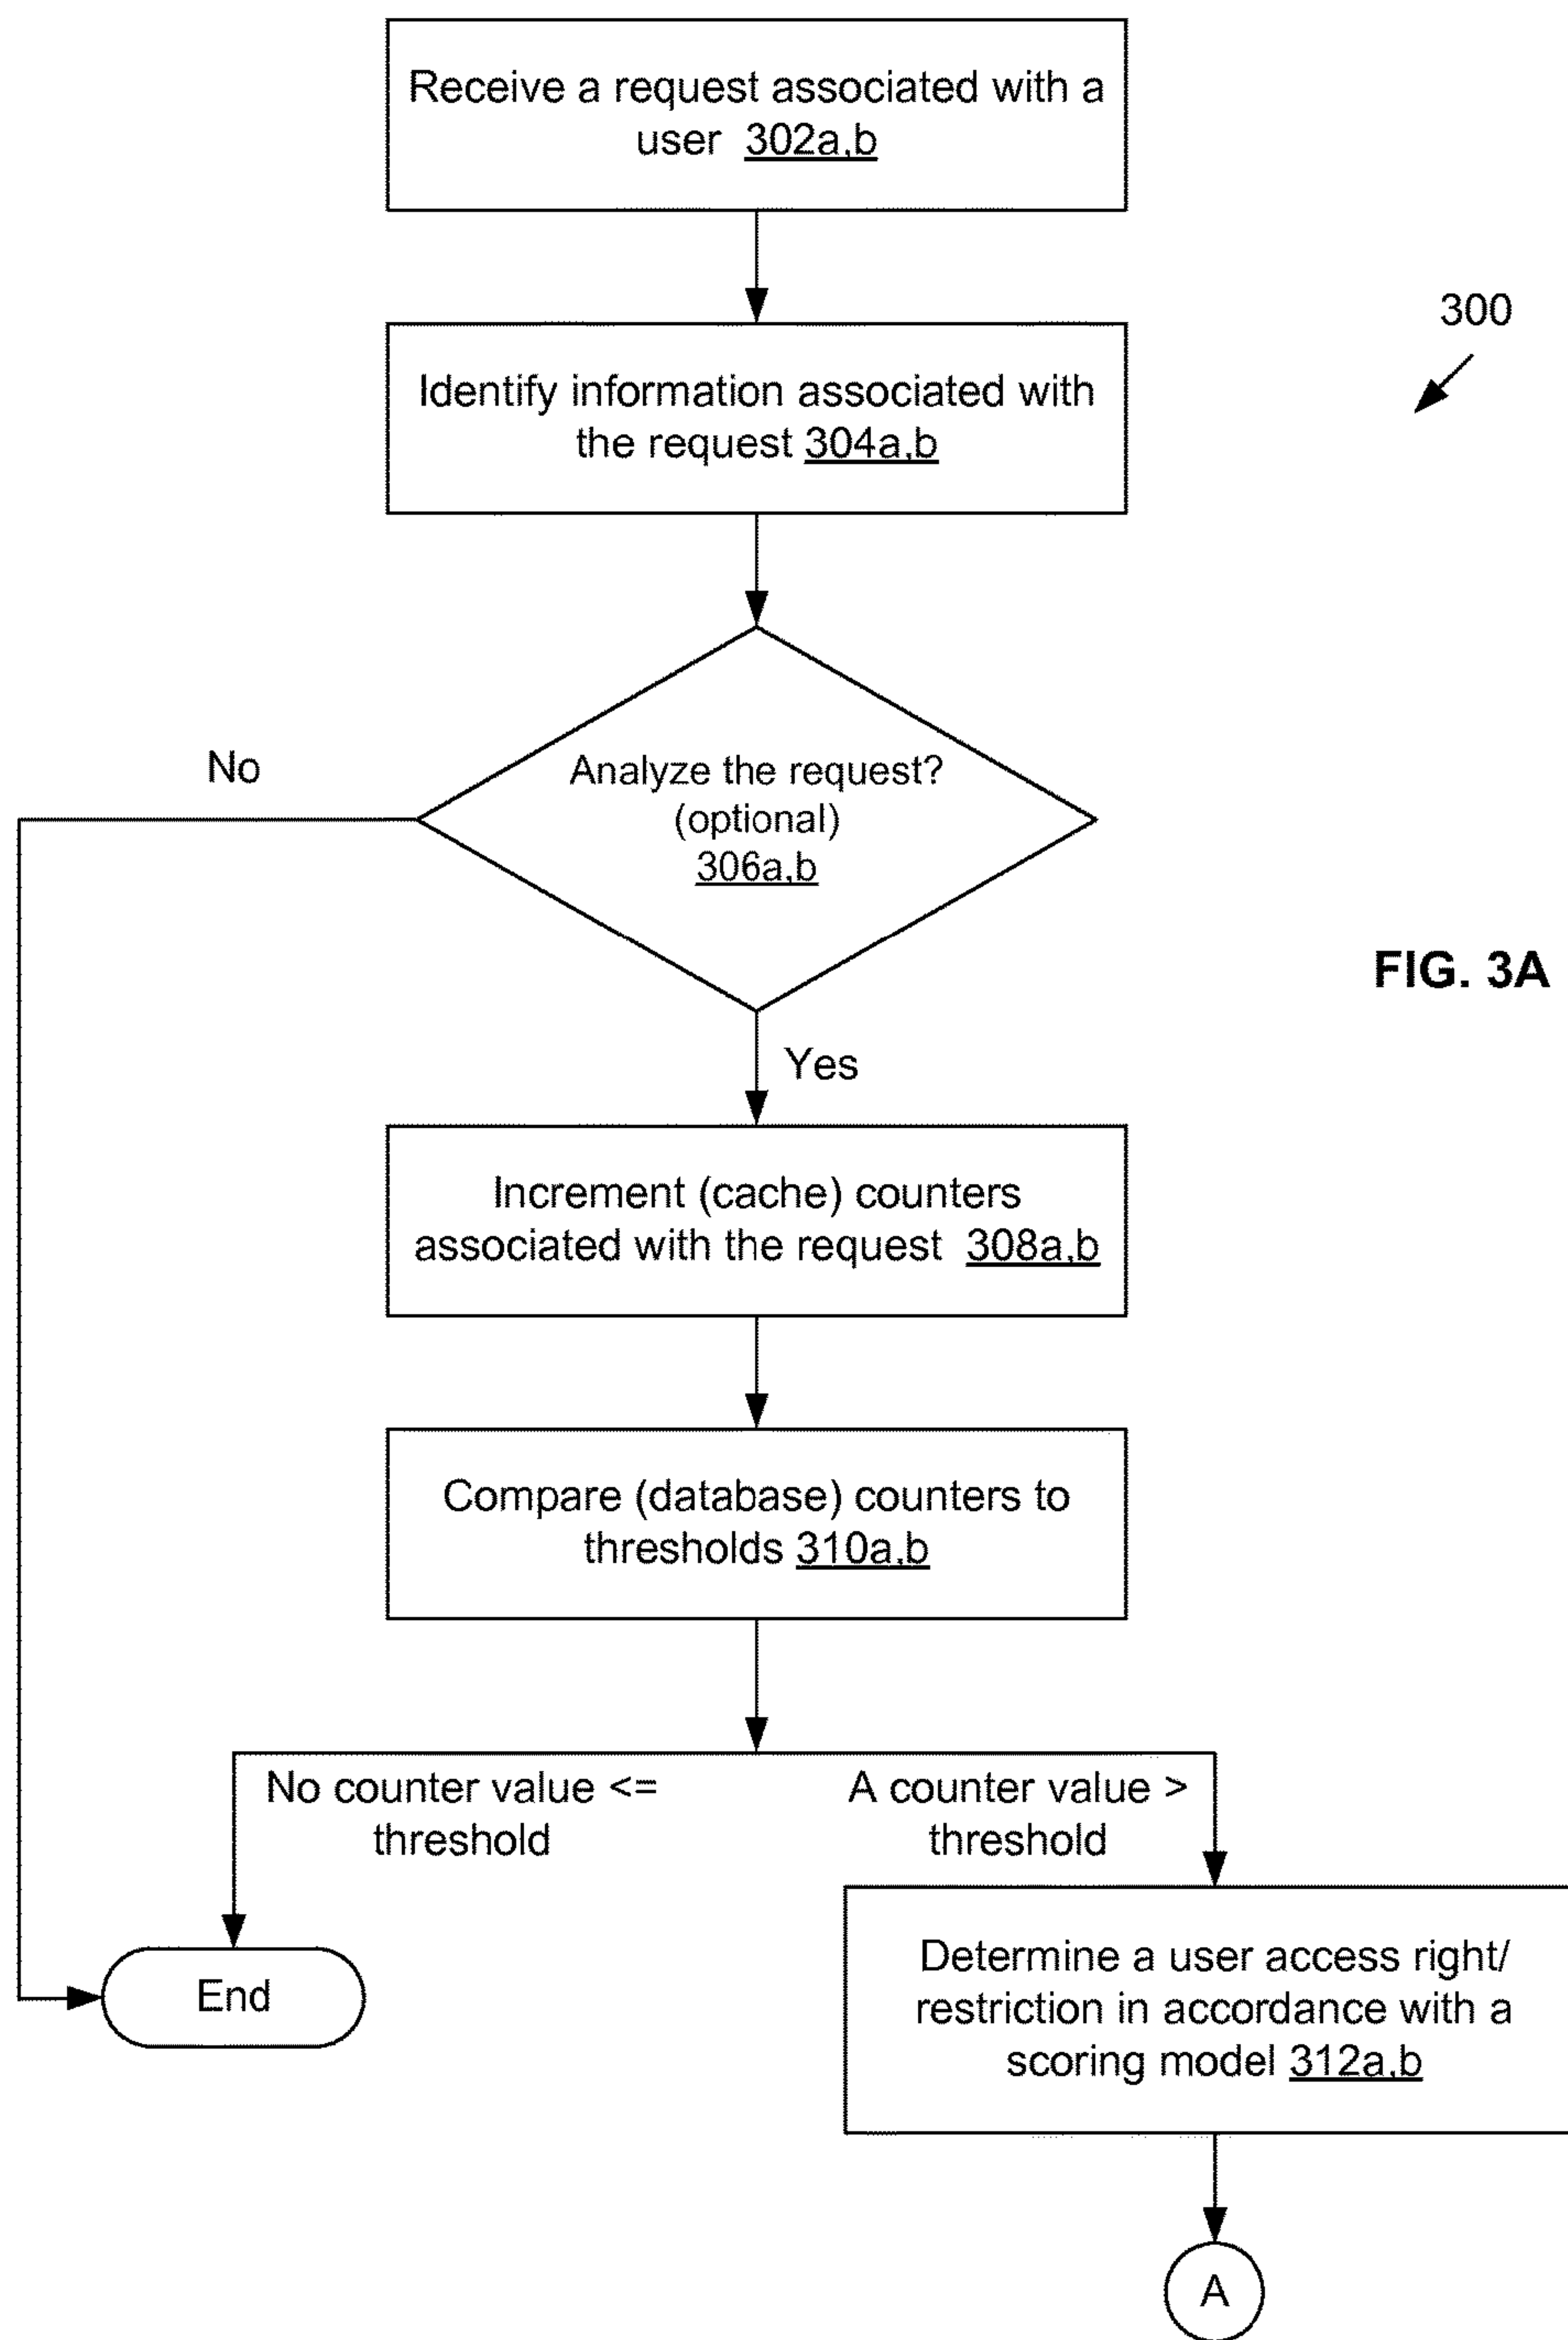 Receive a request associated with a
user 302a,b
300
Identify information associated with
the request 304a,b
No
Analyze the request?
(optional)
306a,b
FIG. 3A
Yes
Increment (cache) counters
associated with the request 308a,b
Compare (database) counters to
thresholds 310a,b
No counter value <=
threshold
A counter value >
threshold
End
Determine a user access right/
restriction in accordance with a
scoring model 312a,b
A